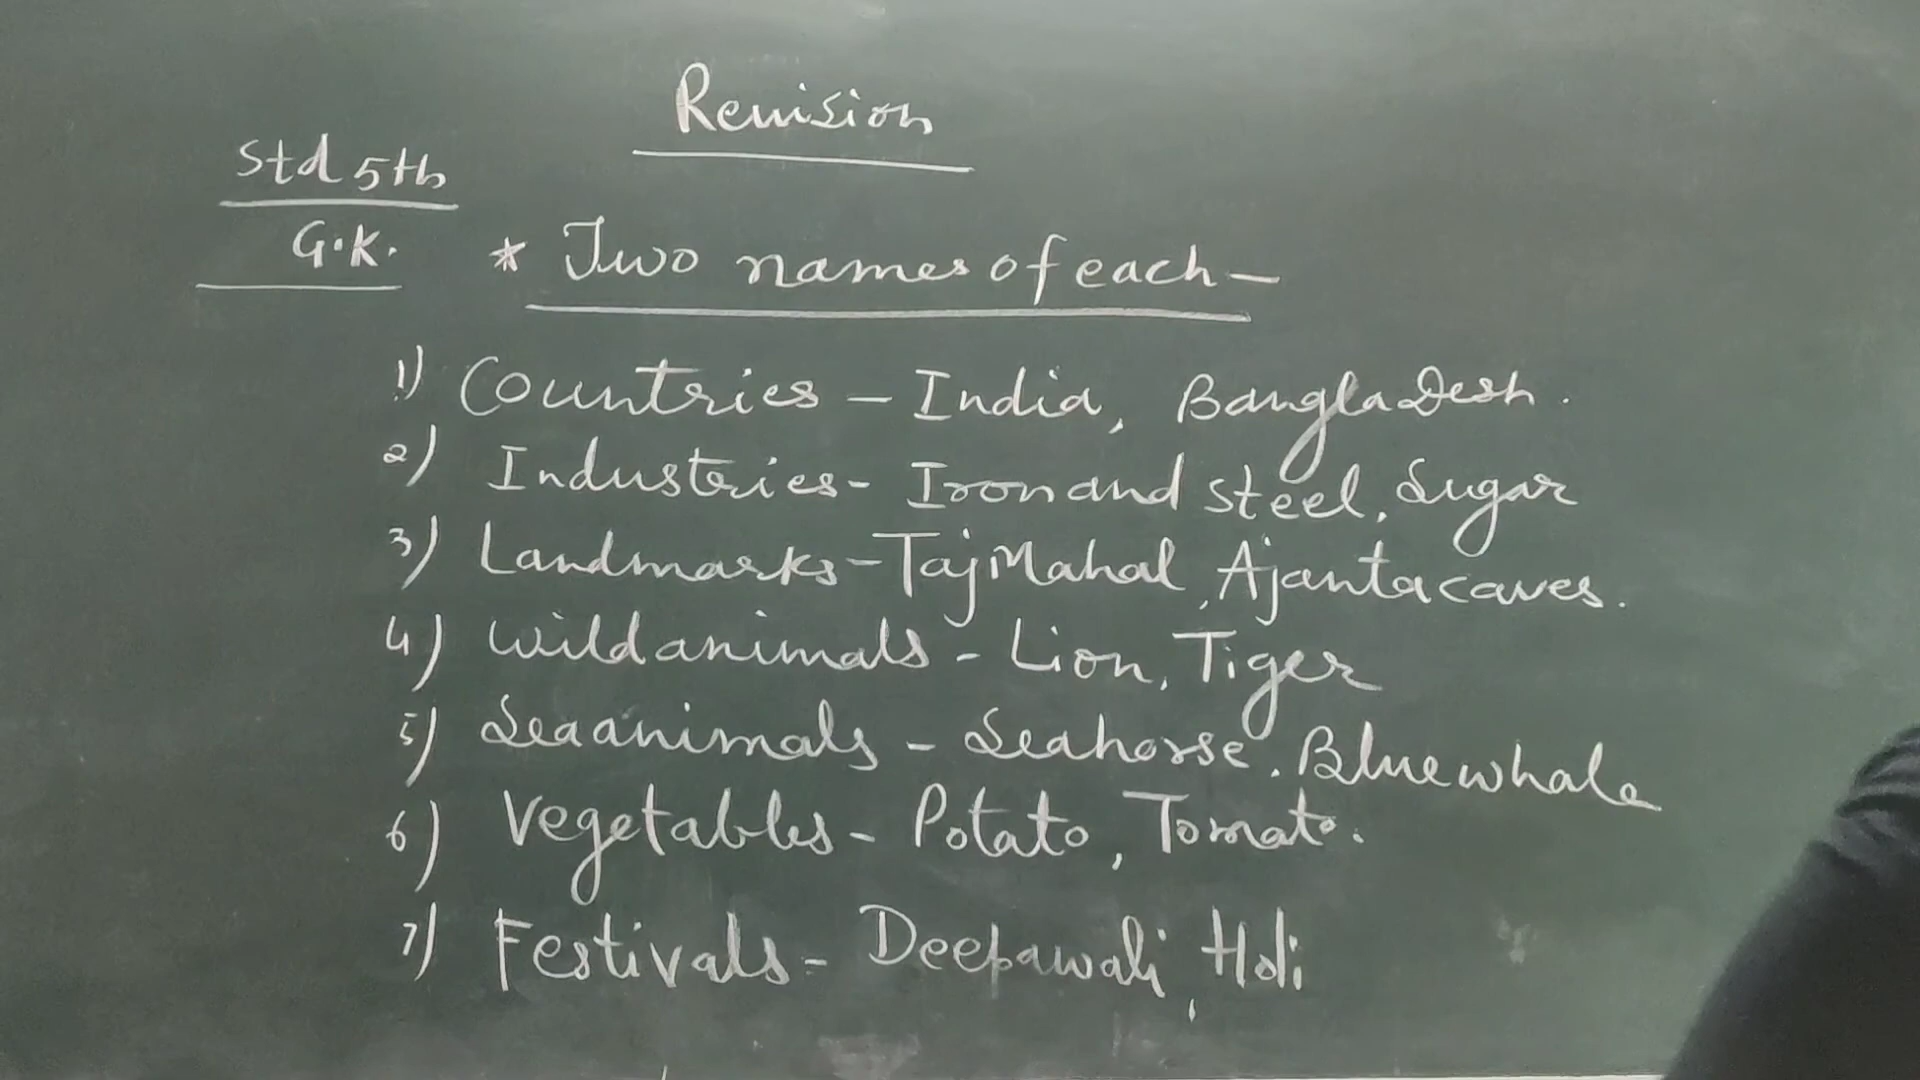 Revision
Std 5th
G.K.
* Two names of each -
1) Countries - India, Bangladesh.
2) Industries - Iron and steel, Sugar
3) Landmarks - Taj Mahal, Ajanta caves.
4) wild animals - Lion, Tiger
5) Sea animals - Seahorse, Blue whale
6) Vegetables - Potato, Tomato.
7) Festivals - Deepawali, Holi